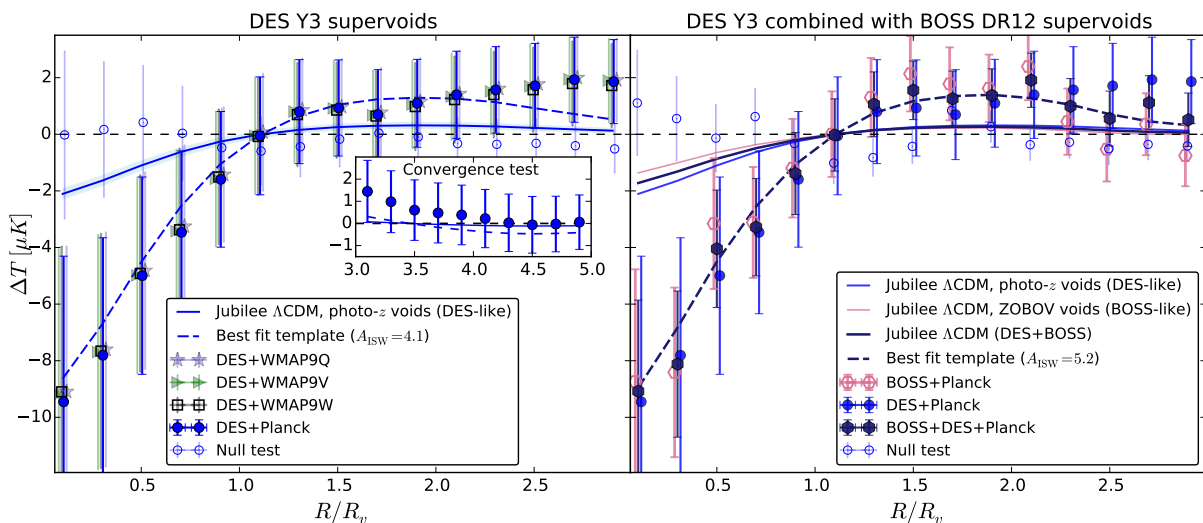 DES Y3 supervoids
DES Y3 combined with BOSS DR12 supervoids
ΔT [μK]
2
0
−2
−4
−6
−8
−10
Convergence test
2
1
0
−1
3.0 3.5 4.0 4.5 5.0
Jubilee ΛCDM, photo-z voids (DES-like)
Best fit template (A_ISW=4.1)
DES+WMAP9Q
DES+WMAP9V
DES+WMAP9W
DES+Planck
Null test
0.5 1.0 1.5 2.0 2.5
R/R_v
Jubilee ΛCDM, photo-z voids (DES-like)
Jubilee ΛCDM, ZOBOV voids (BOSS-like)
Jubilee ΛCDM (DES+BOSS)
Best fit template (A_ISW=5.2)
BOSS+Planck
DES+Planck
BOSS+DES+Planck
Null test
0.5 1.0 1.5 2.0 2.5
R/R_v